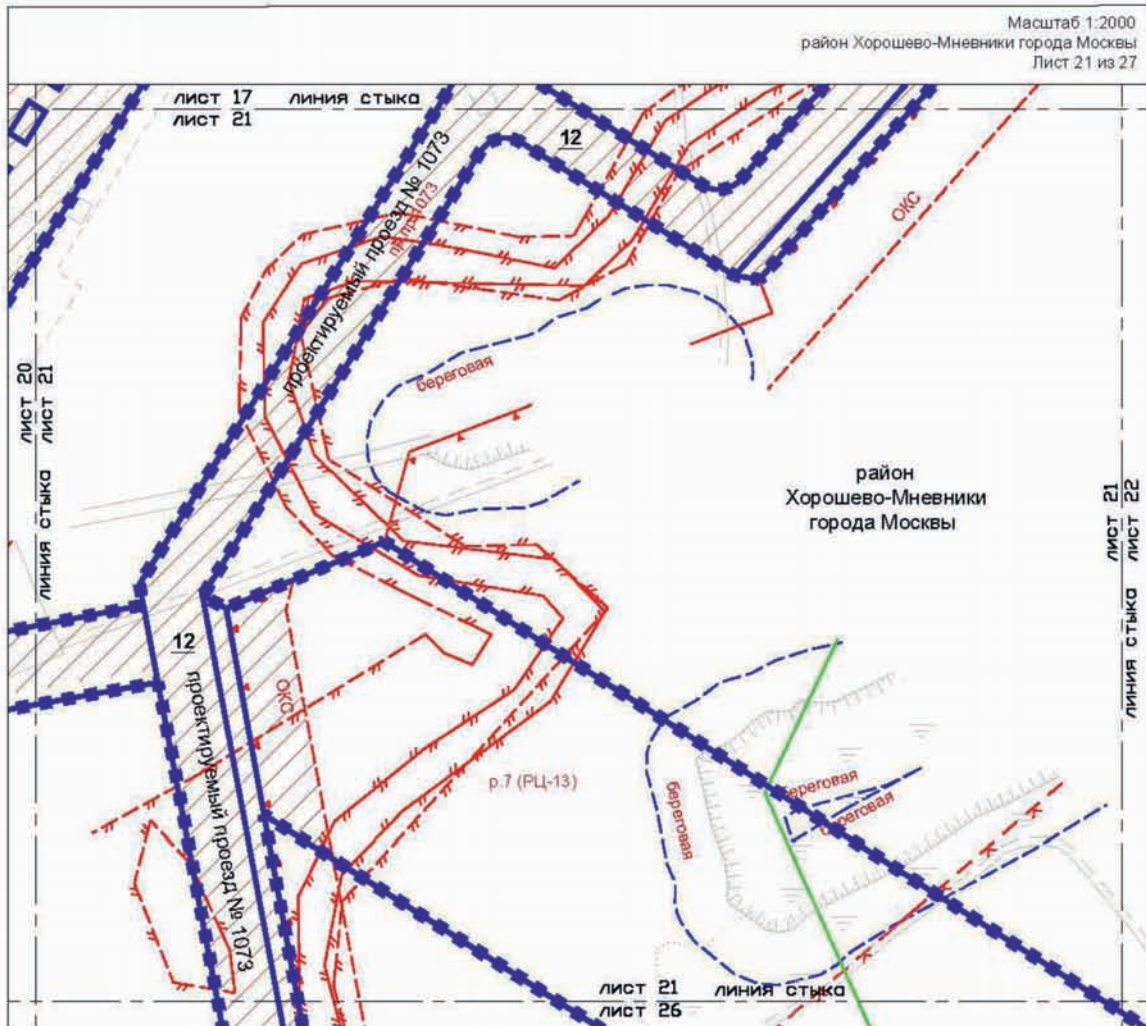 Масштаб 1:2000
район Хорошево-Мневники города Москвы
Лист 21 из 27
лист 17 линия стыка
лист 21
12
проектируемый проезд № 1073
пр.пр.1073
ОКС
лист 20
лист 21
линия стыка
береговая
район
Хорошево-Мневники
города Москвы
лист 21
лист 22
линия стыка
12
ОКС
проектируемый проезд № 1073
р.7 (РЦ-13)
береговая
береговая
береговая
лист 21 линия стыка
лист 26